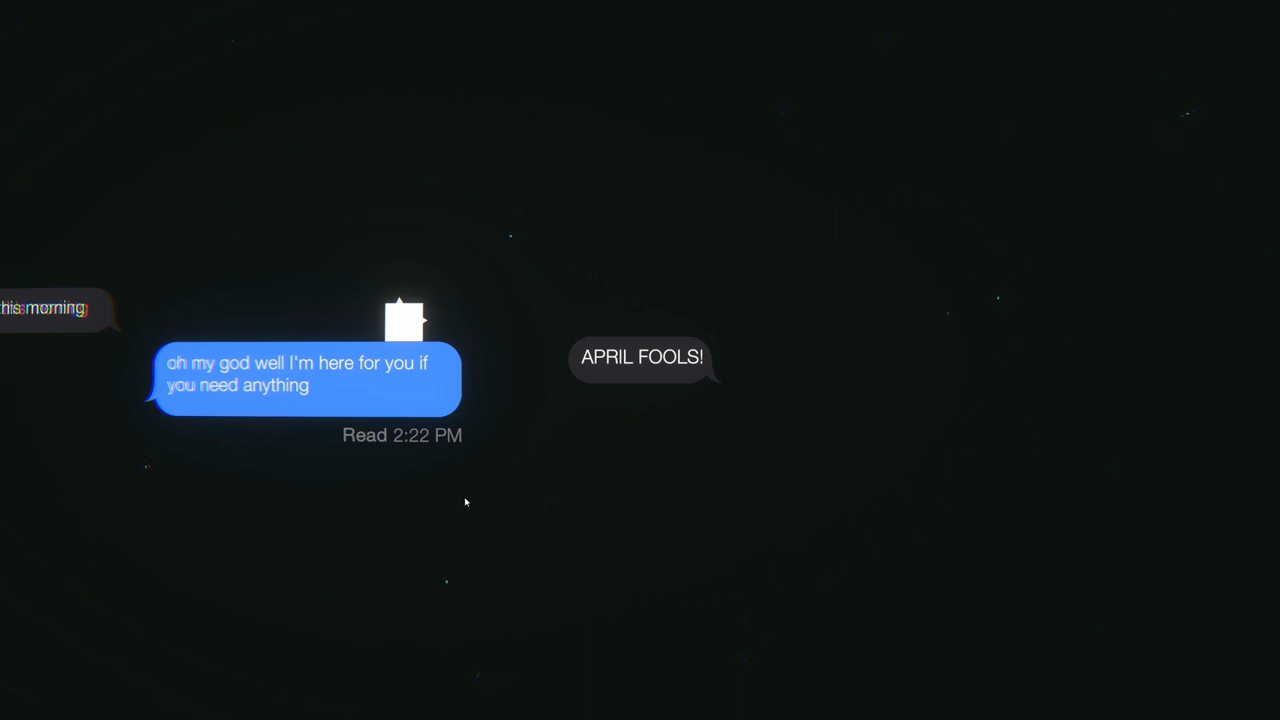 this morning
oh my god well I'm here for you if
you need anything
Read 2:22 PM
APRIL FOOLS!